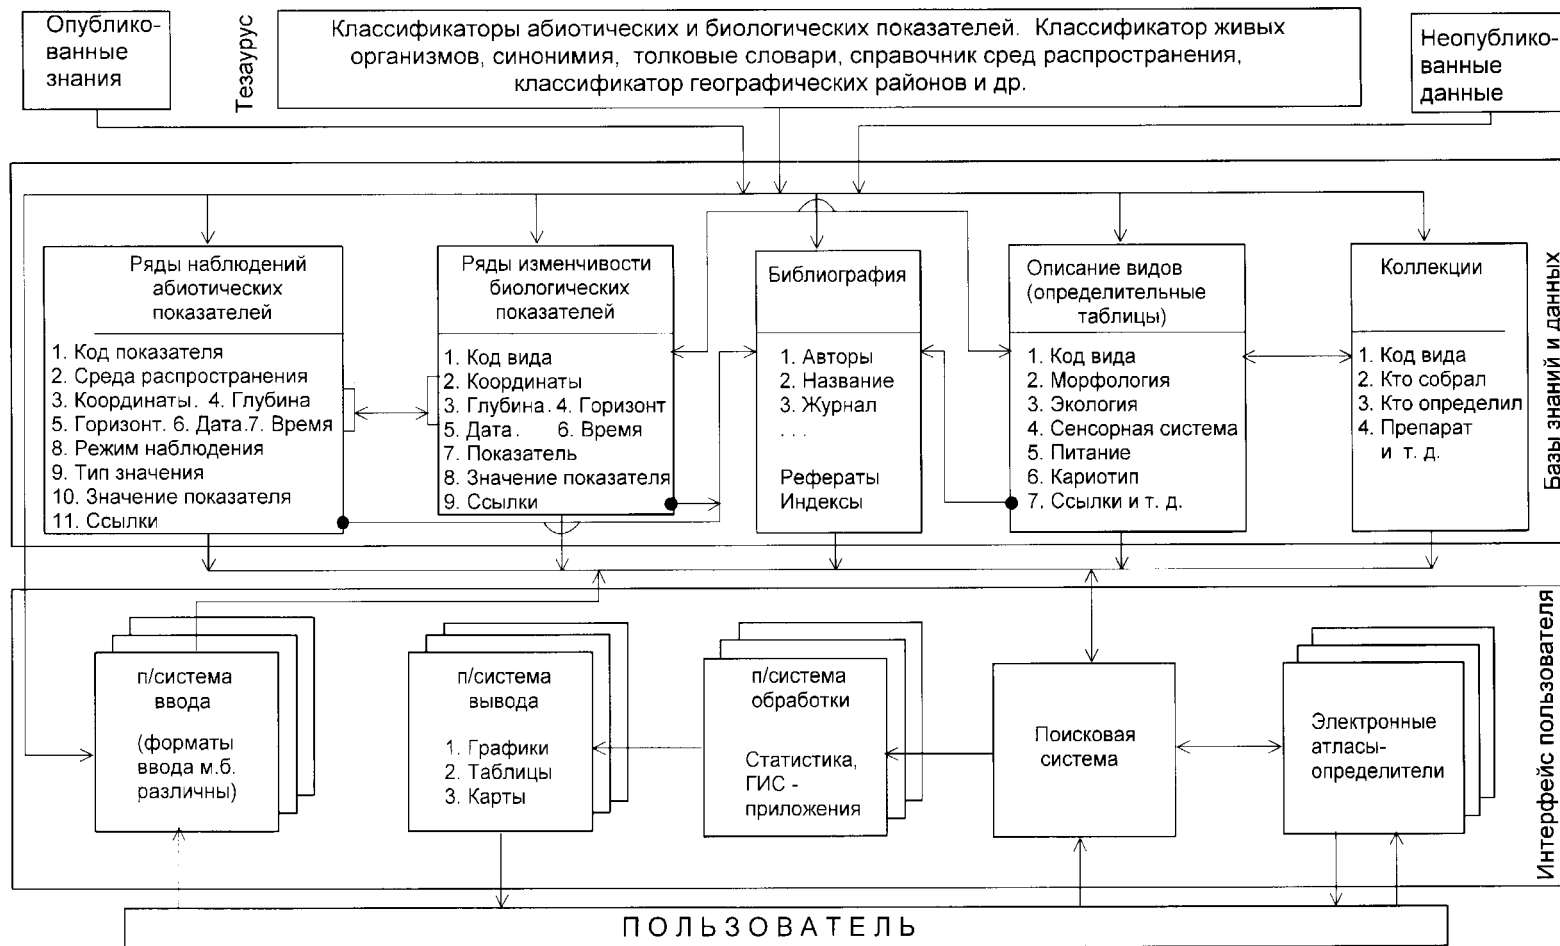 Опублико-
ванные
знания
Тезаурус
Классификаторы абиотических и биологических показателей. Классификатор живых
организмов, синонимия, толковые словари, справочник сред распространения,
классификатор географических районов и др.
Неопублико-
ванные
данные
Ряды наблюдений
абиотических
показателей
1. Код показателя
2. Среда распространения
3. Координаты. 4. Глубина
5. Горизонт. 6. Дата.7. Время
8. Режим наблюдения
9. Тип значения
10. Значение показателя
11. Ссылки
Ряды изменчивости
биологических
показателей
1. Код вида
2. Координаты
3. Глубина. 4. Горизонт
5. Дата. 6. Время
7. Показатель
8. Значение показателя
9. Ссылки
Библиография
1. Авторы
2. Название
3. Журнал
. . .
Рефераты
Индексы
Описание видов
(определительные
таблицы)
1. Код вида
2. Морфология
3. Экология
4. Сенсорная система
5. Питание
6. Кариотип
7. Ссылки и т. д.
Коллекции
1. Код вида
2. Кто собрал
3. Кто определил
4. Препарат
и т. д.
Базы знаний и данных
п/система
ввода
(форматы
ввода м.б.
различны)
п/система
вывода
1. Графики
2. Таблицы
3. Карты
п/система
обработки
Статистика,
ГИС -
приложения
Поисковая
система
Электронные
атласы-
определители
Интерфейс пользователя
ПОЛЬЗОВАТЕЛЬ